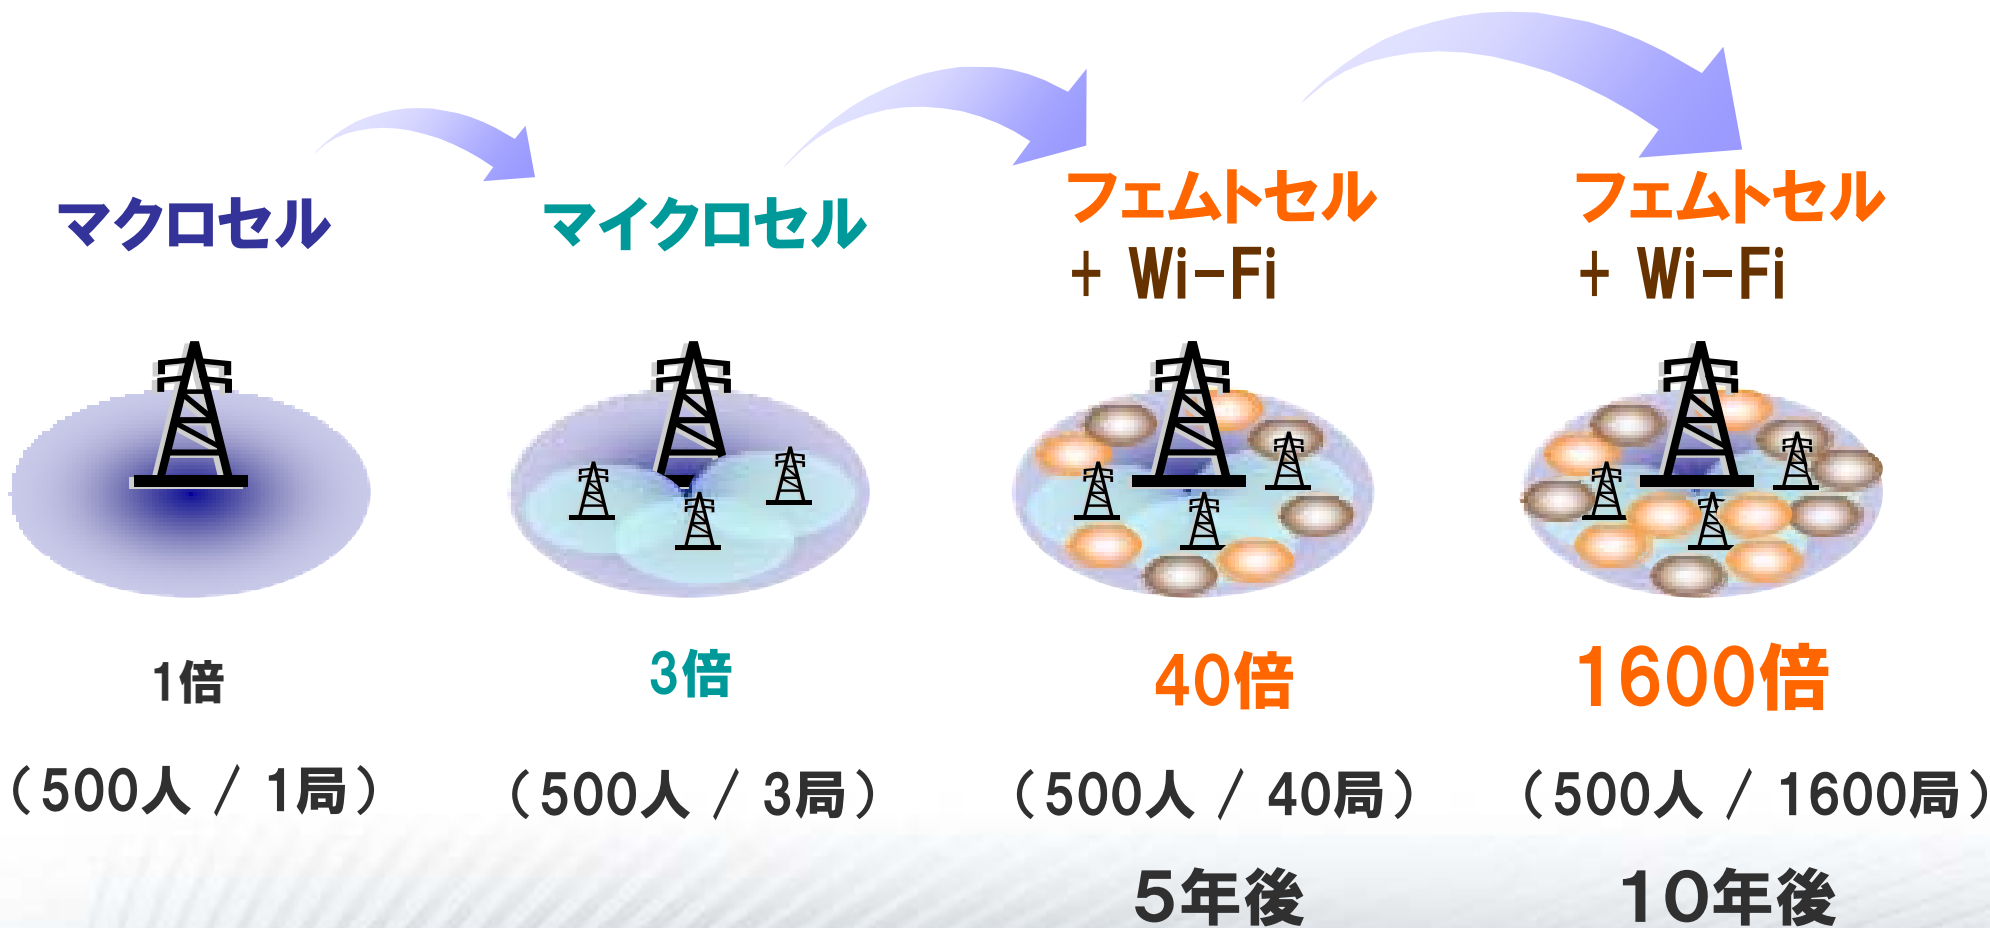 マクロセル
マイクロセル
フェムトセル
+ Wi-Fi
フェムトセル
+ Wi-Fi
1倍
3倍
40倍
1600倍
（500人 / 1局）
（500人 / 3局）
（500人 / 40局）
（500人 / 1600局）
5年後
10年後